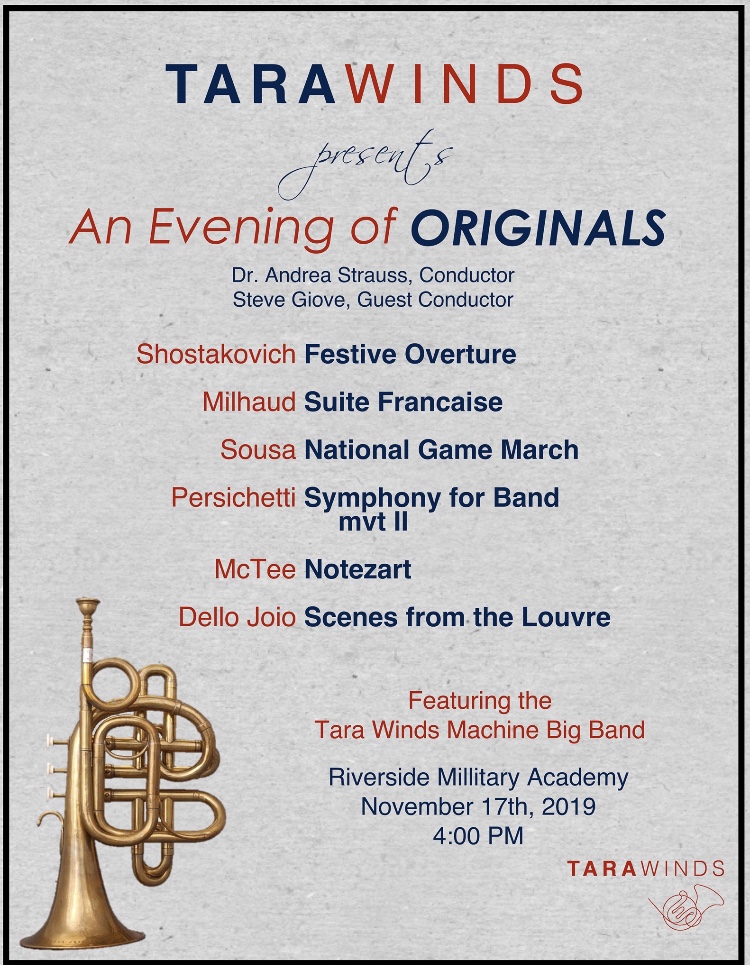 TARAWINDS
presents
An Evening of ORIGINALS
Dr. Andrea Strauss, Conductor
Steve Giove, Guest Conductor
Shostakovich Festive Overture
Milhaud Suite Francaise
Sousa National Game March
Persichetti Symphony for Band
mvt II
McTee Notezart
Dello Joio Scenes from the Louvre
Featuring the
Tara Winds Machine Big Band
Riverside Millitary Academy
November 17th, 2019
4:00 PM
TARAWINDS